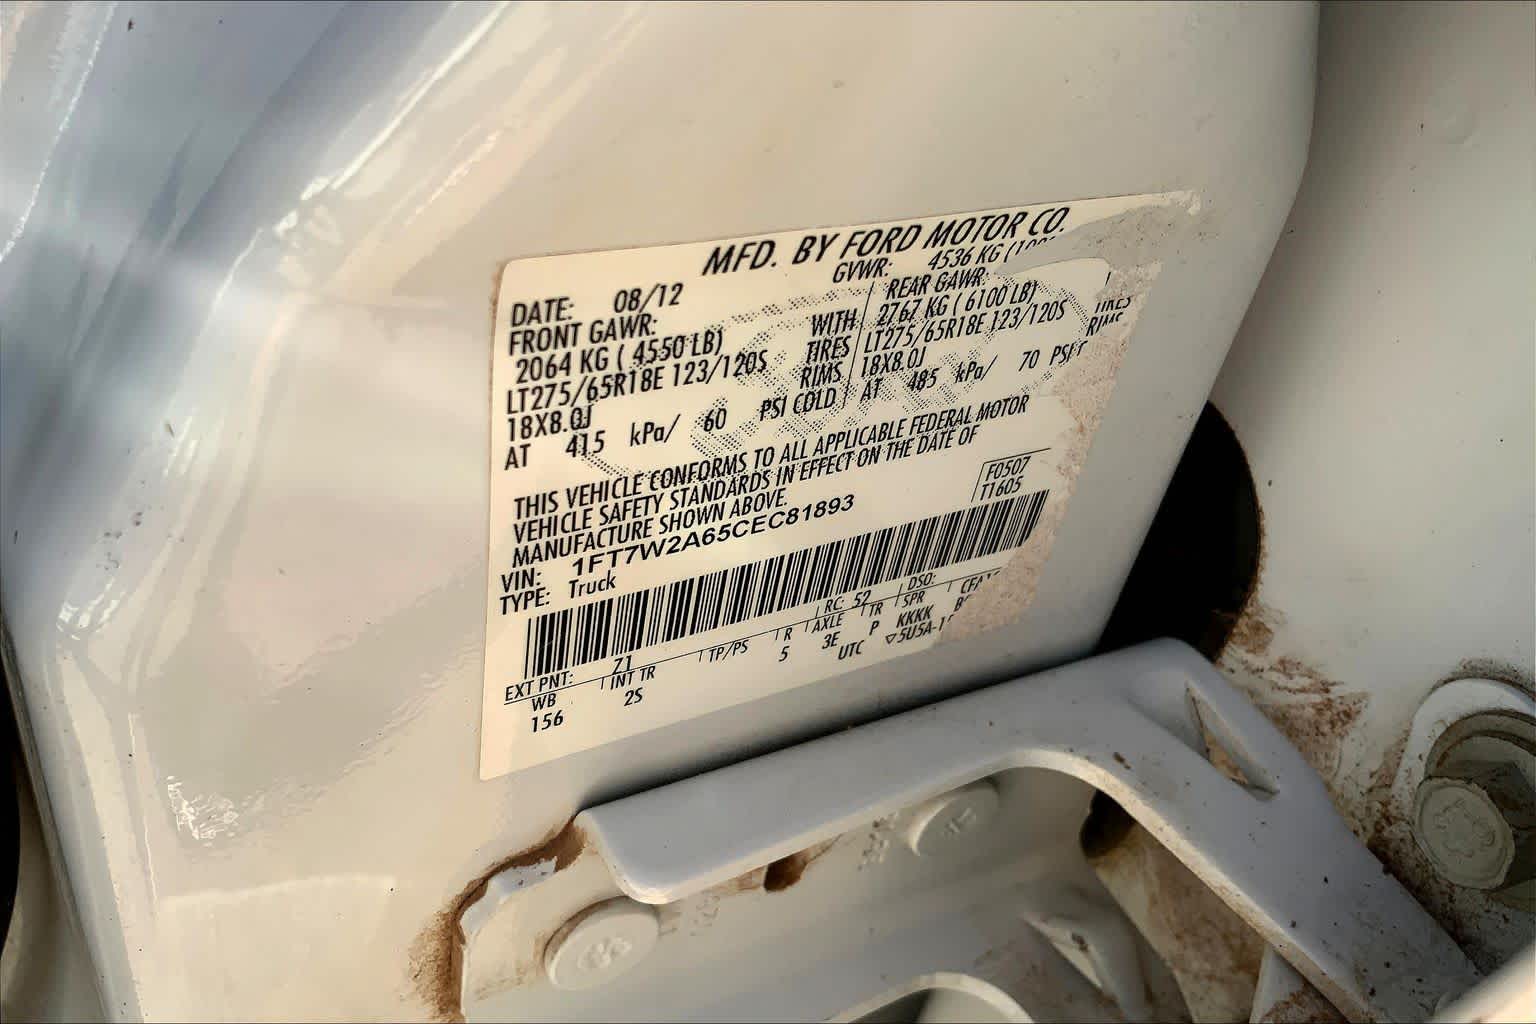 MFD. BY FORD MOTOR CO.
DATE: 08/12 GVWR: 4536 KG
FRONT GAWR: REAR GAWR:
2064 KG ( 4550 LB) WITH 2767 KG ( 6100 LB)
LT275/65R18E 123/120S TIRES LT275/65R18E 123/120S TIRES
18X8.0J RIMS 18X8.0J RIMS
AT 415 kPa/ 60 PSI COLD AT 485 kPa/ 70 PSI
THIS VEHICLE CONFORMS TO ALL APPLICABLE FEDERAL MOTOR
VEHICLE SAFETY STANDARDS IN EFFECT ON THE DATE OF
MANUFACTURE SHOWN ABOVE.
F0507
T1605
VIN: 1FT7W2A65CEC81893
TYPE: Truck
EXT PNT: Z1 RC: 52 DSO:
WB INT TR TP/PS R AXLE TR SPR
156 2S 5 3E P KKKK
UTC ▽5U5A-